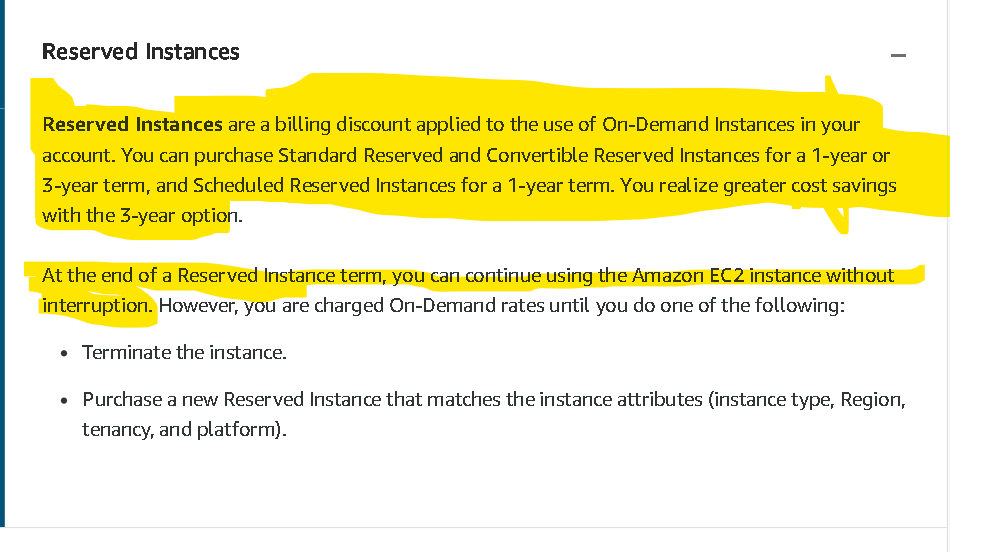 Reserved Instances
Reserved Instances are a billing discount applied to the use of On-Demand Instances in your
account. You can purchase Standard Reserved and Convertible Reserved Instances for a 1-year or
3-year term, and Scheduled Reserved Instances for a 1-year term. You realize greater cost savings
with the 3-year option.
At the end of a Reserved Instance term, you can continue using the Amazon EC2 instance without
interruption. However, you are charged On-Demand rates until you do one of the following:
• Terminate the instance.
• Purchase a new Reserved Instance that matches the instance attributes (instance type, Region,
tenancy, and platform).